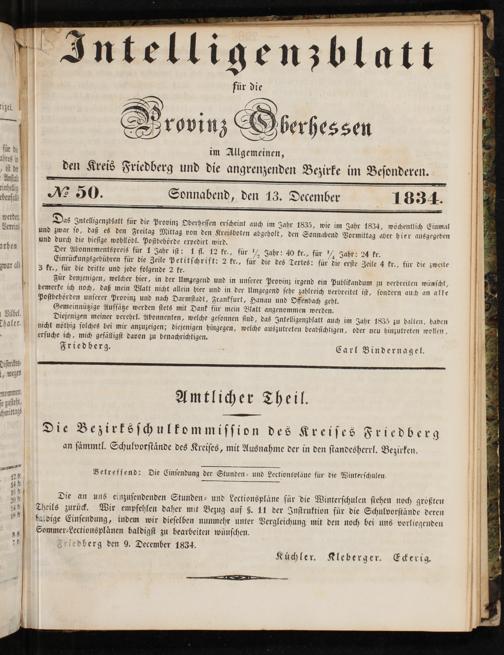 Intelligenzblatt
für die
Provinz Oberhessen
im Allgemeinen,
den Kreis Friedberg und die angrenzenden Bezirke im Besonderen.
№ 50. Sonnabend, den 13. December 1834.
Das Intelligenzblatt für die Provinz Oberhessen erscheint auch im Jahr 1835, wie im Jahr 1834, wöchentlich Einmal
und zwar so, daß es den Freitag Mittag von den Kreisboten abgeholt, den Sonnabend Vormittag aber hier ausgegeben
und durch die hiesige wohllöbl. Postbehörde expedirt wird.
Der Abonnementspreis für 1 Jahr ist: 1 fl. 12 kr., für 1/2 Jahr: 40 kr., für 1/4 Jahr: 24 kr.
Einrückungsgebühren für die Zeile Petitschrift: 2 kr., für die des Textes: für die erste Zeile 4 kr., für die zweite
3 kr., für die dritte und jede folgende 2 kr.
Für denjenigen, welcher hier, in der Umgegend und in unserer Provinz irgend ein Publikandum zu verbreiten wünscht,
bemerke ich noch, daß mein Blatt nicht allein hier und in der Umgegend sehr zahlreich verbreitet ist, sondern auch an alle
Postbehörden unserer Provinz und nach Darmstadt, Frankfurt, Hanau und Offenbach geht.
Gemeinnützige Aufsätze werden stets mit Dank für mein Blatt angenommen werden.
Diejenigen meiner verehrl. Abonnenten, welche gesonnen sind, das Intelligenzblatt auch im Jahr 1835 zu halten, haben
nicht nöthig solches bei mir anzuzeigen; diejenigen hingegen, welche auszutreten beabsichtigen, oder neu hinzutreten wollen,
ersuche ich, mich gefälligst davon zu benachrichtigen.
Friedberg. Carl Bindernagel.
Amtlicher Theil.
Die Bezirksschulkommission des Kreises Friedberg
an sämmtl. Schulvorstände des Kreises, mit Ausnahme der in den standesherrl. Bezirken.
Betreffend: Die Einsendung der Stunden- und Lectionspläne für die Winterschulen.
Die an uns einzusendenden Stunden- und Lectionspläne für die Winterschulen stehen noch größten
Theils zurück. Wir empfehlen daher mit Bezug auf §. 11 der Instruktion für die Schulvorstände deren
baldige Einsendung, indem wir dieselben nunmehr unter Vergleichung mit den noch bei uns vorliegenden
Sommer-Lectionsplänen baldigst zu bearbeiten wünschen.
Friedberg den 9. December 1834.
Küchler. Kleberger. Eckerig.